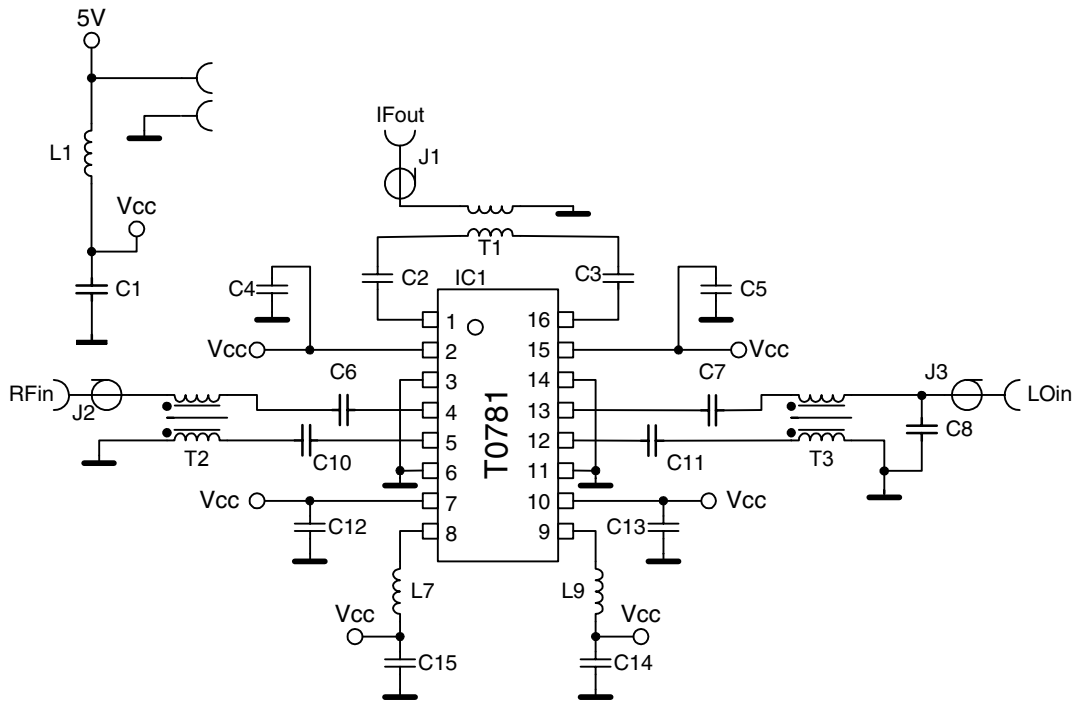 5V
IFout
L1
J1
Vcc
T1
C1
C4
C2
IC1
C3
C5
1
16
Vcc
2
15
Vcc
RFin
J2
C6
3
14
C7
J3
LOin
4
13
C8
T2
C10
5
T0781
12
C11
T3
6
11
Vcc
7
10
Vcc
C12
8
9
C13
L7
L9
Vcc
Vcc
C15
C14